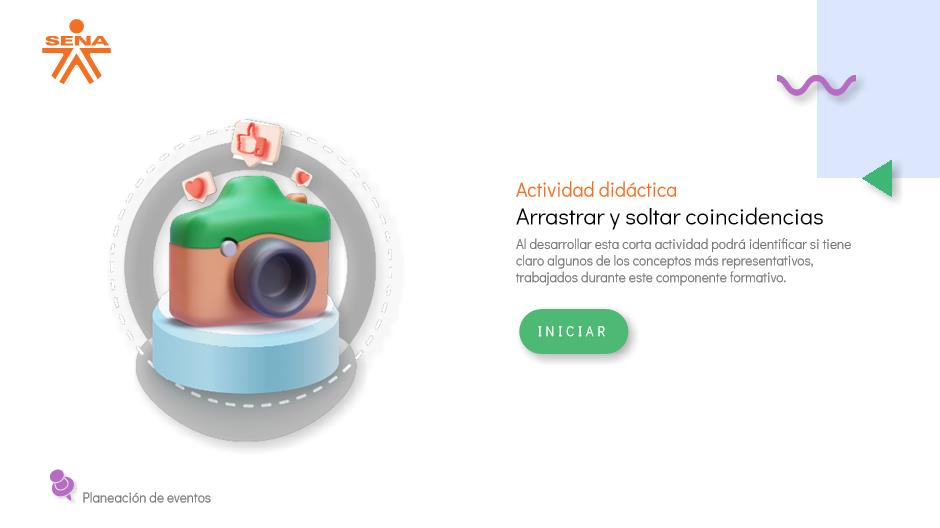 SENA
Actividad didáctica
Arrastrar y soltar coincidencias
Al desarrollar esta corta actividad podrá identificar si tiene
claro algunos de los conceptos más representativos,
trabajados durante este componente formativo.
INICIAR
Planeación de eventos